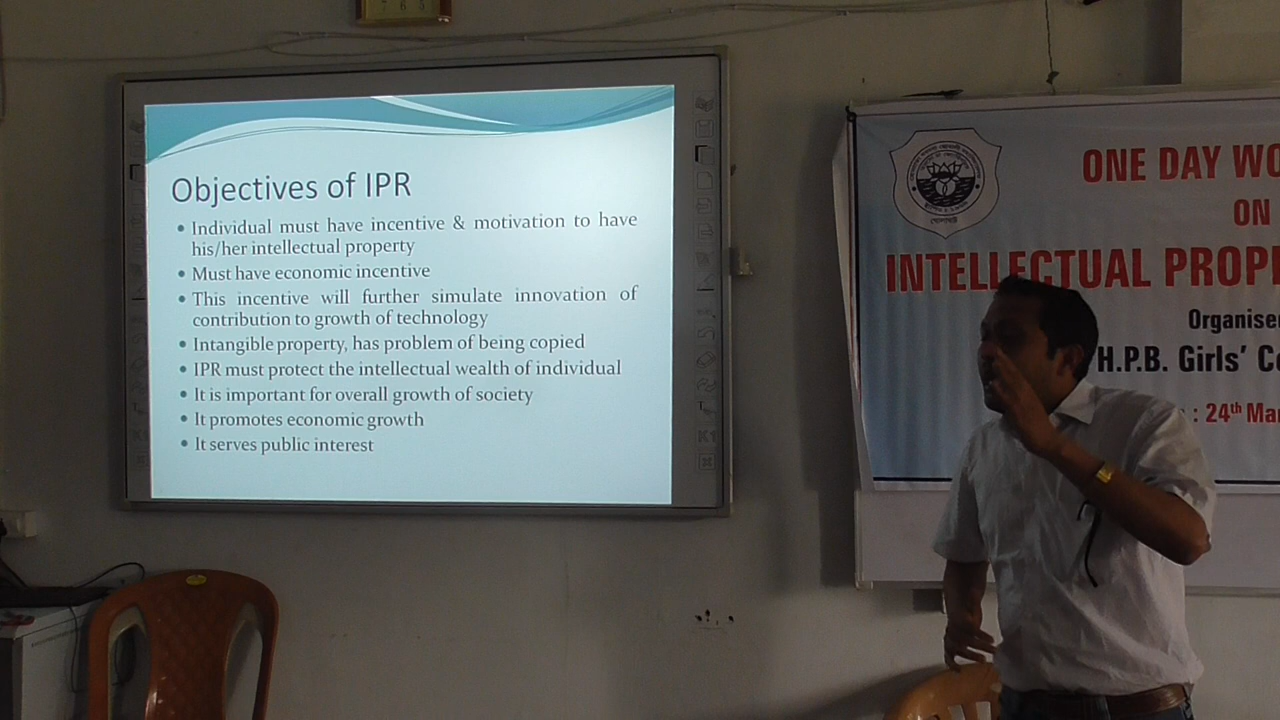 Objectives of IPR
• Individual must have incentive & motivation to have
his/her intellectual property
• Must have economic incentive
• This incentive will further simulate innovation of
contribution to growth of technology
• Intangible property, has problem of being copied
• IPR must protect the intellectual wealth of individual
• It is important for overall growth of society
• It promotes economic growth
• It serves public interest
ONE DAY WO
ON
INTELLECTUAL PROPE
Organise
H.P.B. Girls' Co
: 24th Mar